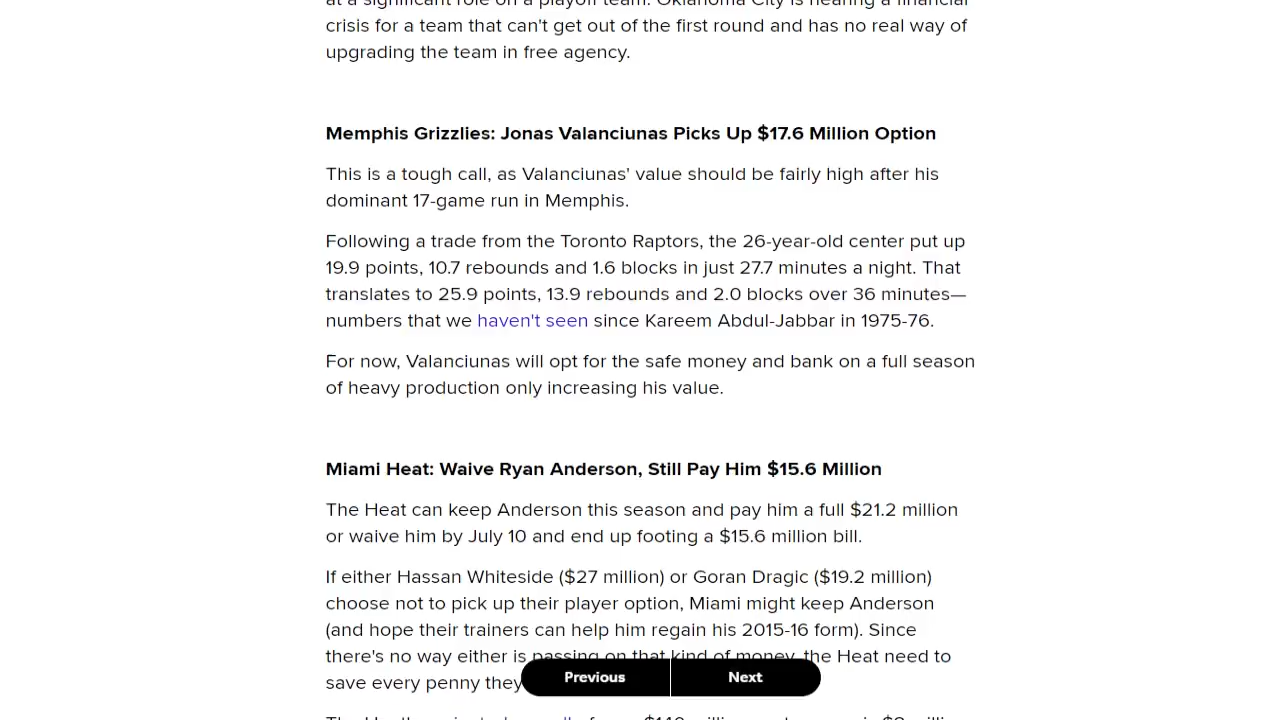 crisis for a team that can't get out of the first round and has no real way of
upgrading the team in free agency.
Memphis Grizzlies: Jonas Valanciunas Picks Up $17.6 Million Option
This is a tough call, as Valanciunas' value should be fairly high after his
dominant 17-game run in Memphis.
Following a trade from the Toronto Raptors, the 26-year-old center put up
19.9 points, 10.7 rebounds and 1.6 blocks in just 27.7 minutes a night. That
translates to 25.9 points, 13.9 rebounds and 2.0 blocks over 36 minutes—
numbers that we haven't seen since Kareem Abdul-Jabbar in 1975-76.
For now, Valanciunas will opt for the safe money and bank on a full season
of heavy production only increasing his value.
Miami Heat: Waive Ryan Anderson, Still Pay Him $15.6 Million
The Heat can keep Anderson this season and pay him a full $21.2 million
or waive him by July 10 and end up footing a $15.6 million bill.
If either Hassan Whiteside ($27 million) or Goran Dragic ($19.2 million)
choose not to pick up their player option, Miami might keep Anderson
(and hope their trainers can help him regain his 2015-16 form). Since
there's no way either is passing on that kind of money, the Heat need to
save every penny they
Previous Next